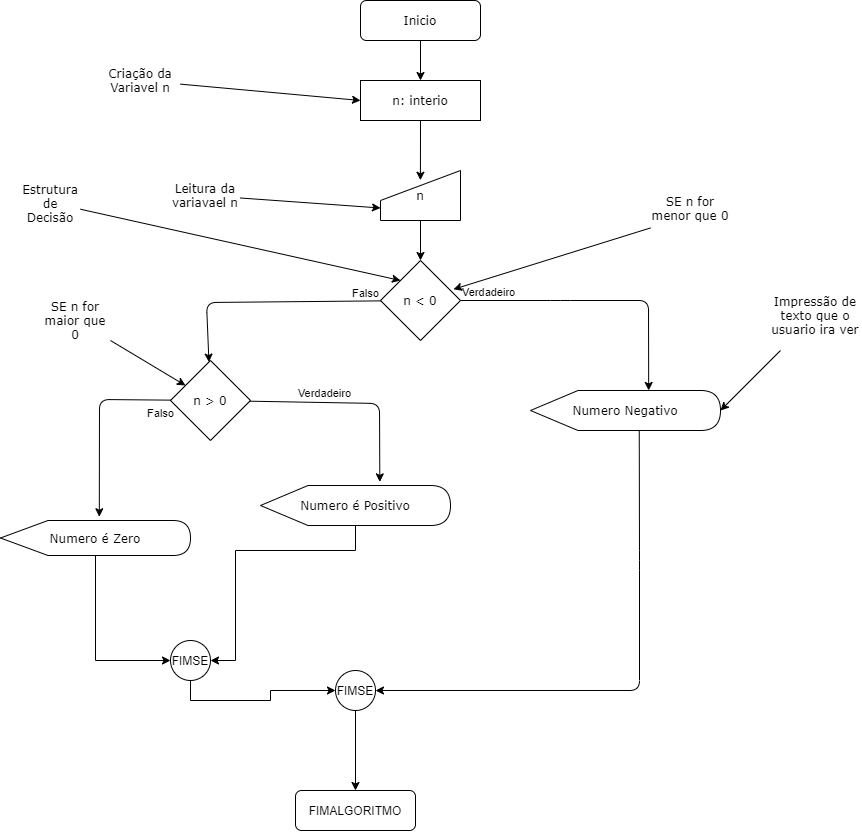 Inicio
Criação da
Variavel n
n: interio
Leitura da
variavael n
n
Estrutura
de
Decisão
SE n for
menor que 0
n < 0
Falso
Verdadeiro
SE n for
maior que
0
Impressão de
texto que o
usuario ira ver
n > 0
Falso
Verdadeiro
Numero Negativo
Numero é Positivo
Numero é Zero
FIMSE
FIMSE
FIMALGORITMO